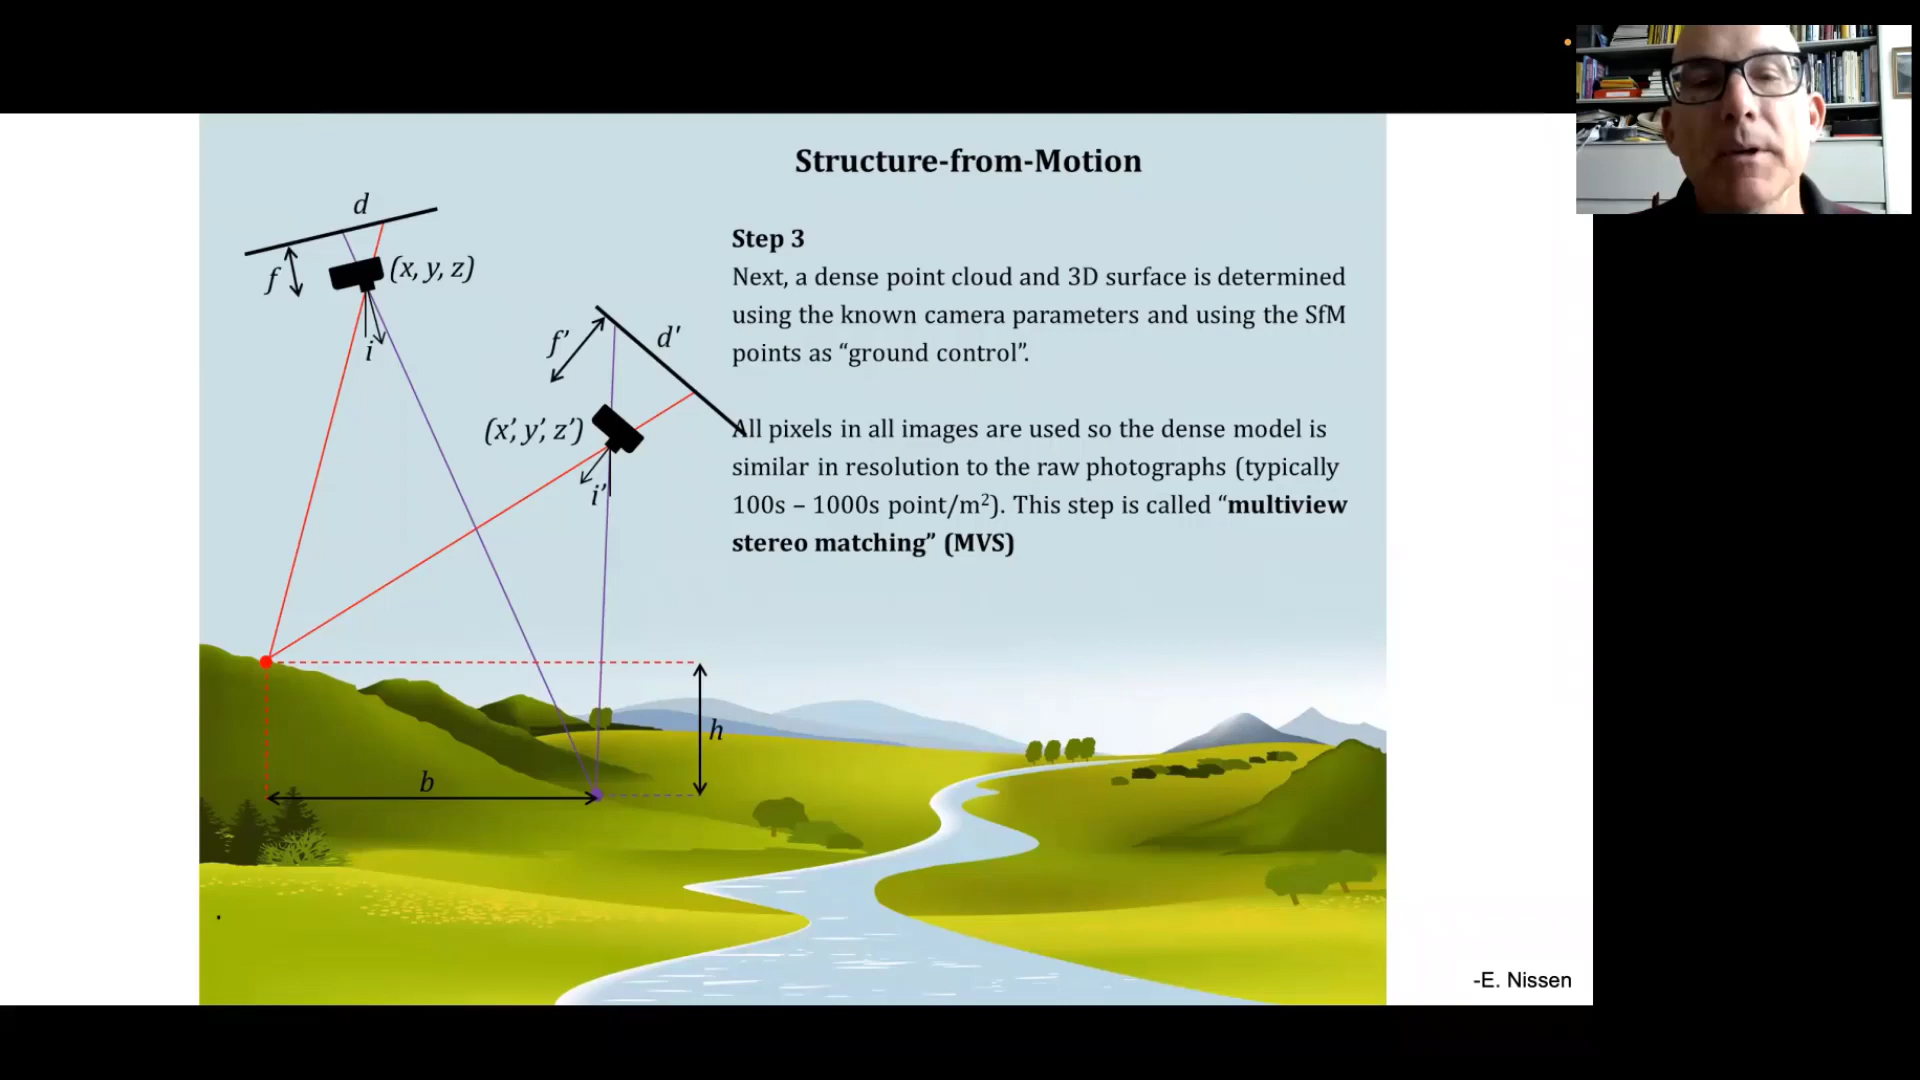 Structure-from-Motion
d
f
(x, y, z)
i
Step 3
Next, a dense point cloud and 3D surface is determined
using the known camera parameters and using the SfM
points as “ground control”.
f'
d'
(x', y', z')
i'
All pixels in all images are used so the dense model is
similar in resolution to the raw photographs (typically
100s – 1000s point/m²). This step is called “multiview
stereo matching” (MVS)
h
b
-E. Nissen